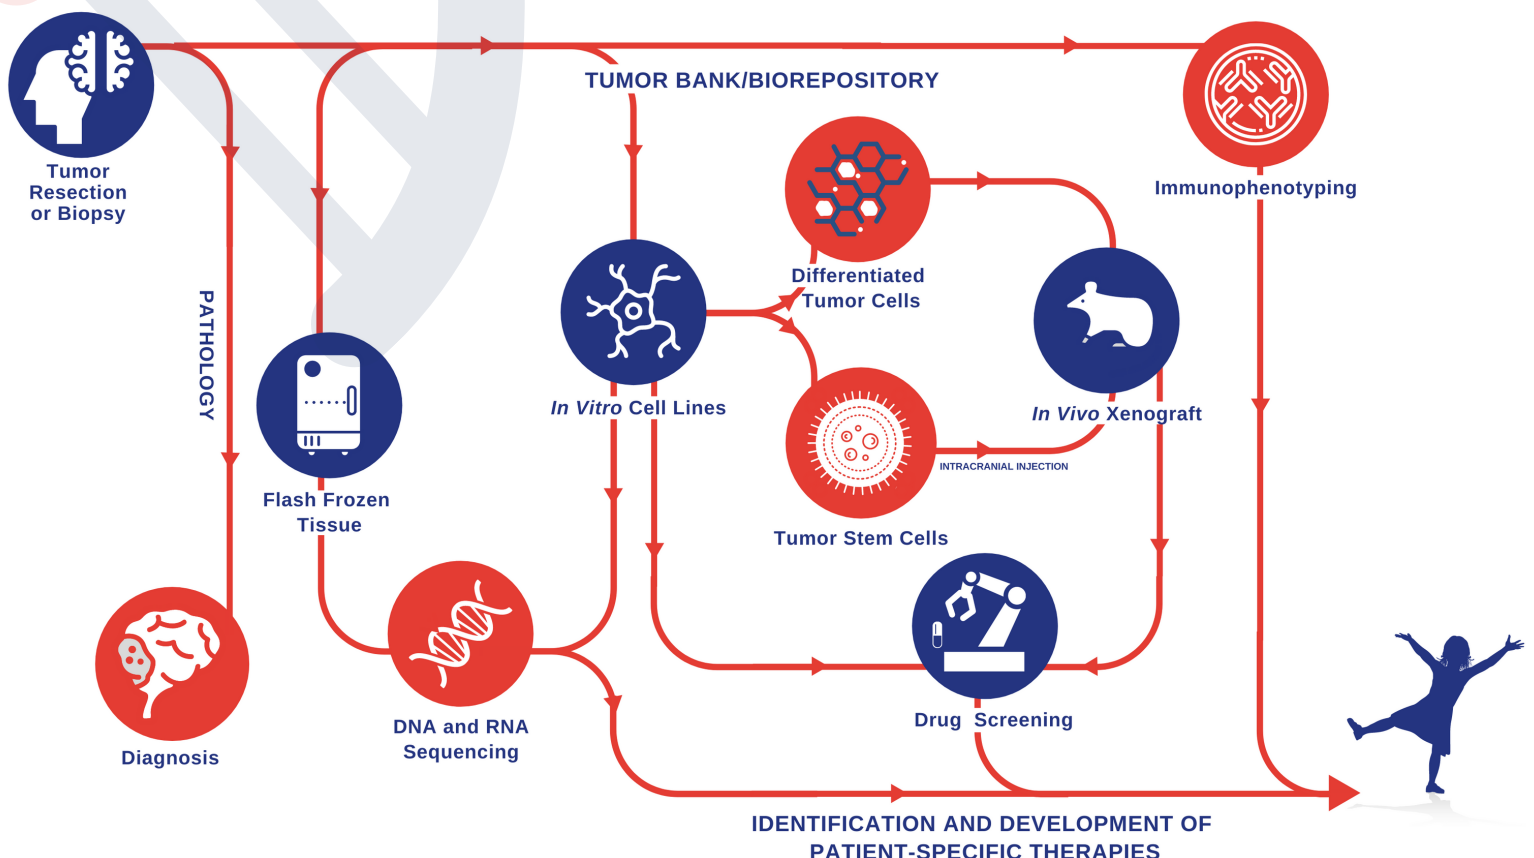 TUMOR BANK/BIOREPOSITORY
Tumor
Resection
or Biopsy
Immunophenotyping
Differentiated
Tumor Cells
PATHOLOGY
In Vitro Cell Lines
In Vivo Xenograft
INTRACRANIAL INJECTION
Flash Frozen
Tissue
Tumor Stem Cells
DNA and RNA
Sequencing
Drug  Screening
Diagnosis
IDENTIFICATION AND DEVELOPMENT OF
PATIENT-SPECIFIC THERAPIES